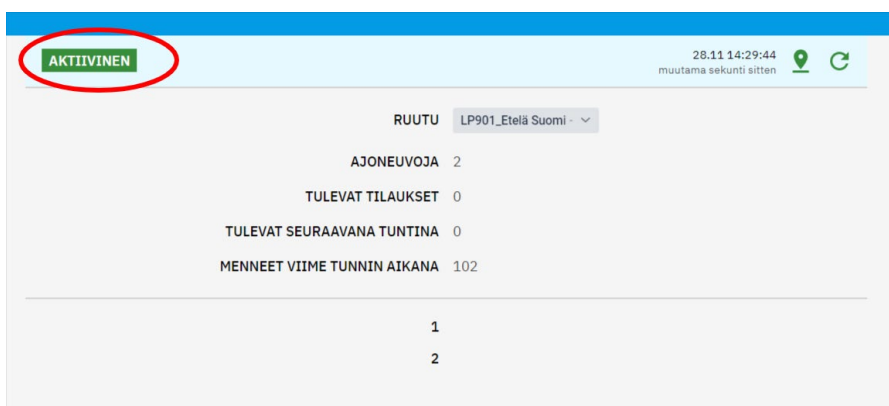 AKTIIVINEN
28.11 14:29:44
muutama sekunti sitten
RUUTU LP901_Etelä Suomi -
AJONEUVOJA 2
TULEVAT TILAUKSET 0
TULEVAT SEURAAVANA TUNTINA 0
MENNEET VIIME TUNNIN AIKANA 102
1
2